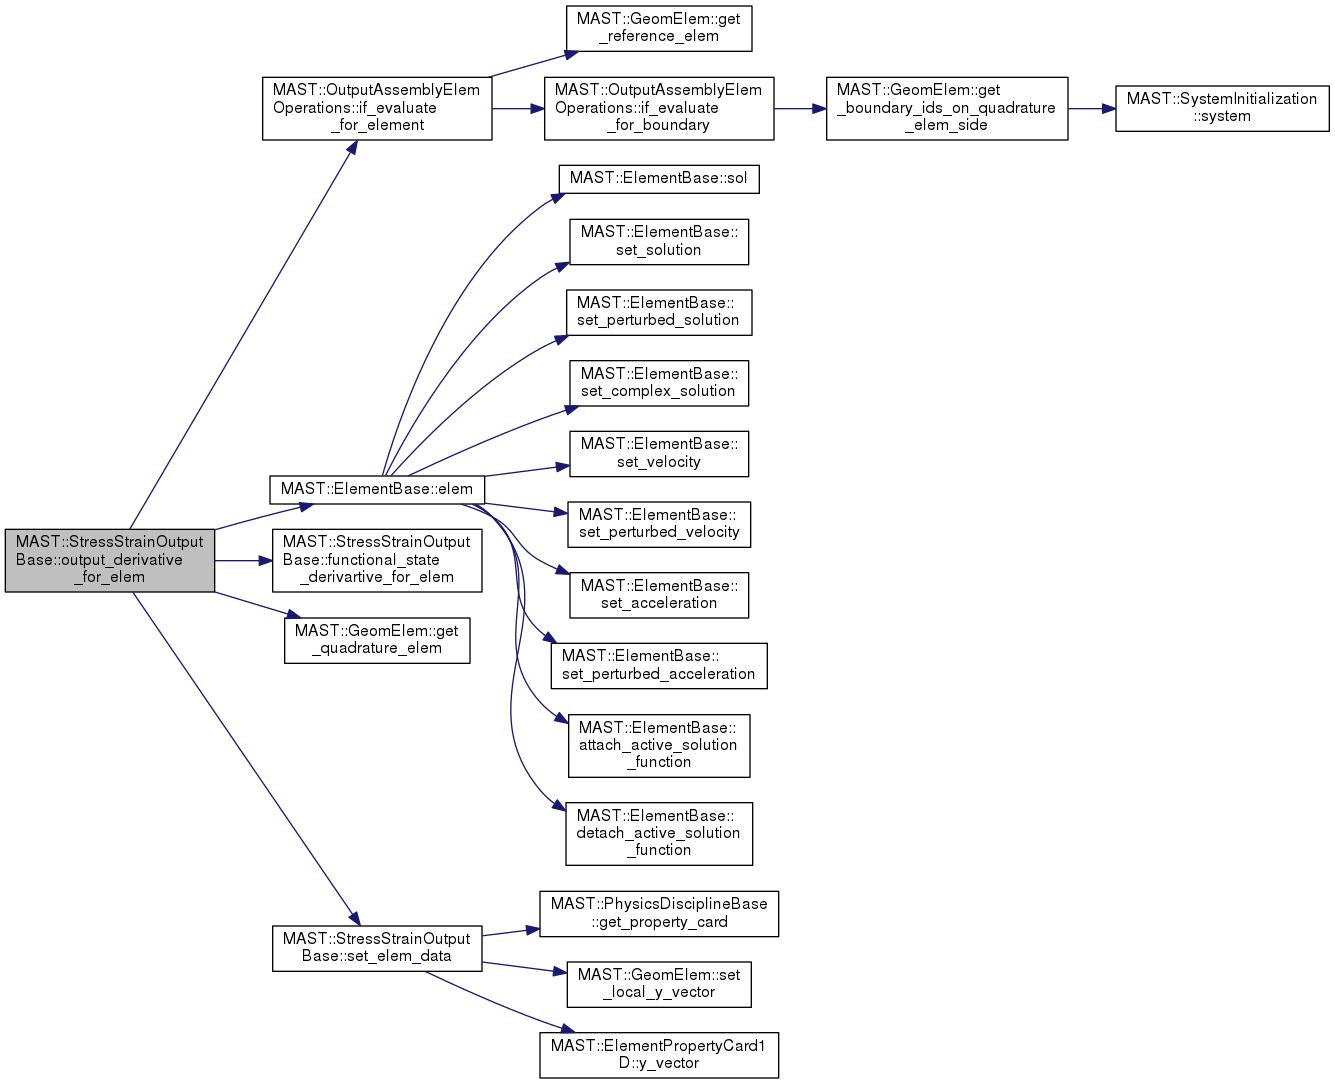 MAST::GeomElem::get
_reference_elem
MAST::OutputAssemblyElem
Operations::if_evaluate
_for_element
MAST::OutputAssemblyElem
Operations::if_evaluate
_for_boundary
MAST::GeomElem::get
_boundary_ids_on_quadrature
_elem_side
MAST::SystemInitialization
::system
MAST::ElementBase::sol
MAST::ElementBase::
set_solution
MAST::ElementBase::
set_perturbed_solution
MAST::ElementBase::
set_complex_solution
MAST::ElementBase::
set_velocity
MAST::ElementBase::elem
MAST::ElementBase::
set_perturbed_velocity
MAST::StressStrainOutput
Base::output_derivative
_for_elem
MAST::StressStrainOutput
Base::functional_state
_derivartive_for_elem
MAST::ElementBase::
set_acceleration
MAST::GeomElem::get
_quadrature_elem
MAST::ElementBase::
set_perturbed_acceleration
MAST::ElementBase::
attach_active_solution
_function
MAST::ElementBase::
detach_active_solution
_function
MAST::StressStrainOutput
Base::set_elem_data
MAST::PhysicsDisciplineBase
::get_property_card
MAST::GeomElem::set
_local_y_vector
MAST::ElementPropertyCard1
D::y_vector